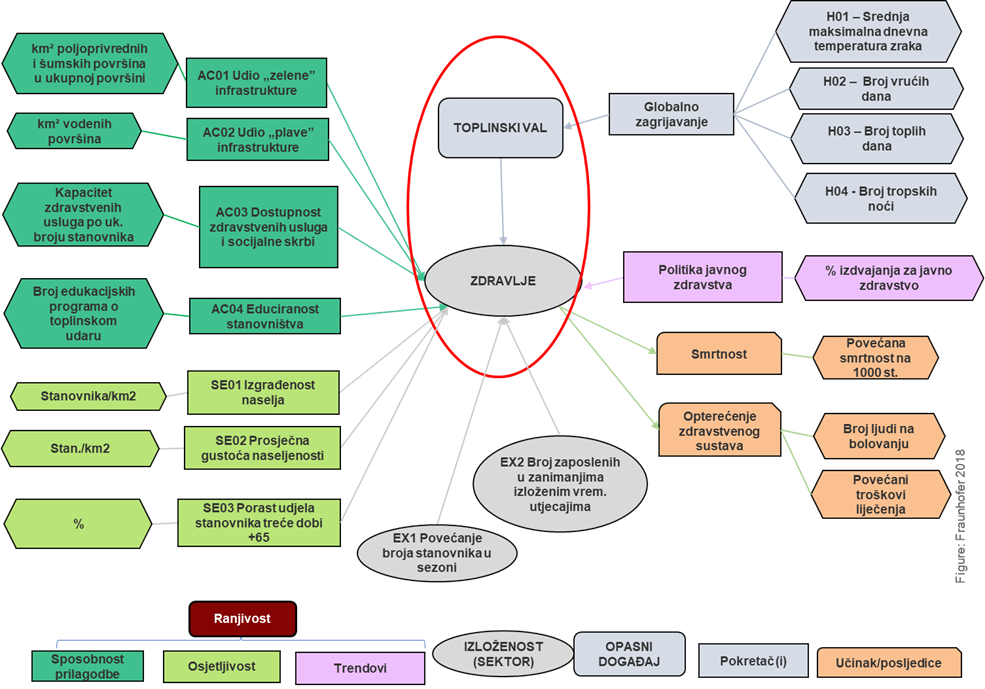 km² poljoprivrednih
i šumskih površina
u ukupnoj površini
AC01 Udio „zelene”
infrastrukture
km² vodenih
površina
AC02 Udio „plave”
infrastrukture
Kapacitet
zdravstvenih
usluga po uk.
broju stanovnika
AC03 Dostupnost
zdravstvenih usluga
i socijalne skrbi
Broj edukacijskih
programa o
toplinskom
udaru
AC04 Educiranost
stanovništva
Stanovnika/km2
SE01 Izgrađenost
naselja
Stan./km2
SE02 Prosječna
gustoća naseljenosti
%
SE03 Porast udjela
stanovnika treće dobi
+65
TOPLINSKI VAL
ZDRAVLJE
EX2 Broj zaposlenih
u zanimanjima
izloženim vrem.
utjecajima
EX1 Povećanje
broja stanovnika u
sezoni
Globalno
zagrijavanje
H01 – Srednja
maksimalna dnevna
temperatura zraka
H02 – Broj vrućih
dana
H03 – Broj toplih
dana
H04 - Broj tropskih
noći
Politika javnog
zdravstva
% izdvajanja za javno
zdravstvo
Smrtnost
Povećana
smrtnost na
1000 st.
Opterećenje
zdravstvenog
sustava
Broj ljudi na
bolovanju
Povećani
troškovi
liječenja
Figure: Fraunhofer 2018
Ranjivost
Sposobnost
prilagodbe
Osjetljivost
Trendovi
IZLOŽENOST
(SEKTOR)
OPASNI
DOGAĐAJ
Pokretač(i)
Učinak/posljedice